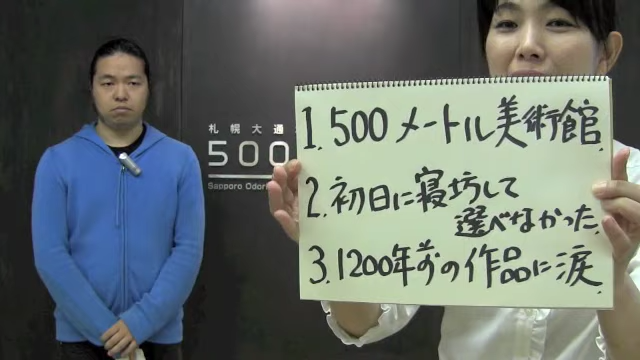 札幌大通
500
Sapporo Odori
1. 500メートル美術館.
2. 初日に寝坊して
選べなかった.
3. 1200年前の作品に涙.